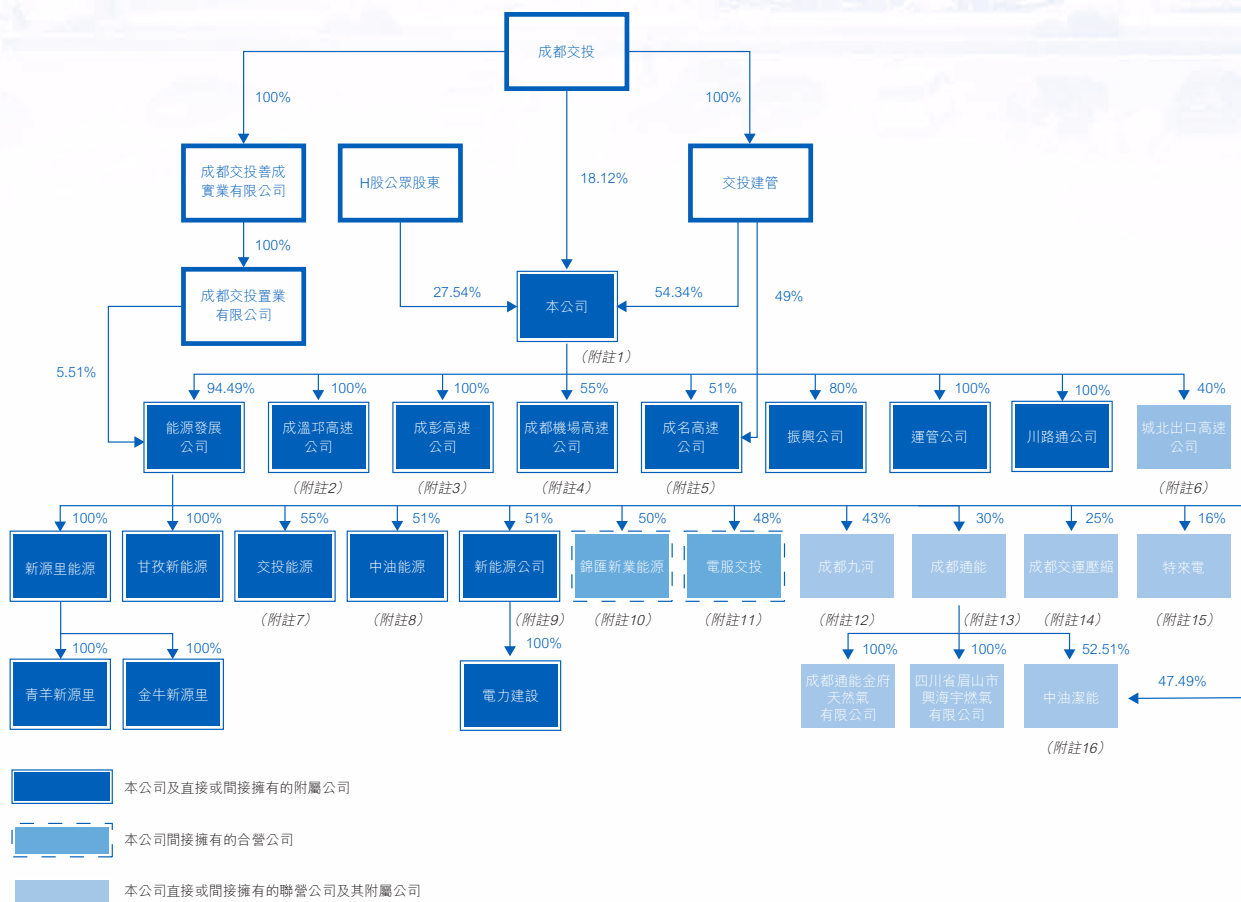 成都交投
100%
100%
成都交投善成
實業有限公司
H股公眾股東
18.12%
交投建管
100%
成都交投置業
有限公司
27.54%
本公司
54.34%
49%
（附註1）
5.51%
94.49%
100%
100%
55%
51%
80%
100%
100%
40%
能源發展
公司
成溫邛高速
公司
成彭高速
公司
成都機場高速
公司
成名高速
公司
振興公司
運管公司
川路通公司
城北出口高速
公司
（附註2）
（附註3）
（附註4）
（附註5）
（附註6）
100%
100%
55%
51%
51%
50%
48%
43%
30%
25%
16%
新源里能源
甘孜新能源
交投能源
中油能源
新能源公司
錦匯新業能源
電服交投
成都九河
成都通能
成都交運壓縮
特來電
（附註7）
（附註8）
（附註9）
（附註10）
（附註11）
（附註12）
（附註13）
（附註14）
（附註15）
100%
100%
100%
100%
100%
52.51%
青羊新源里
金牛新源里
電力建設
成都通能金府
天然氣
有限公司
四川省眉山市
興海宇燃氣
有限公司
中油潔能
47.49%
（附註16）
本公司及直接或間接擁有的附屬公司
本公司間接擁有的合營公司
本公司直接或間接擁有的聯營公司及其附屬公司